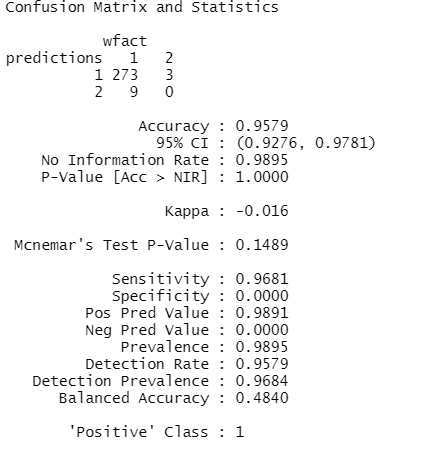 Confusion Matrix and Statistics
wfact
predictions 1 2
1 273 3
2 9 0
Accuracy : 0.9579
95% CI : (0.9276, 0.9781)
No Information Rate : 0.9895
P-Value [Acc > NIR] : 1.0000
Kappa : -0.016
Mcnemar's Test P-Value : 0.1489
Sensitivity : 0.9681
Specificity : 0.0000
Pos Pred Value : 0.9891
Neg Pred Value : 0.0000
Prevalence : 0.9895
Detection Rate : 0.9579
Detection Prevalence : 0.9684
Balanced Accuracy : 0.4840
'Positive' Class : 1